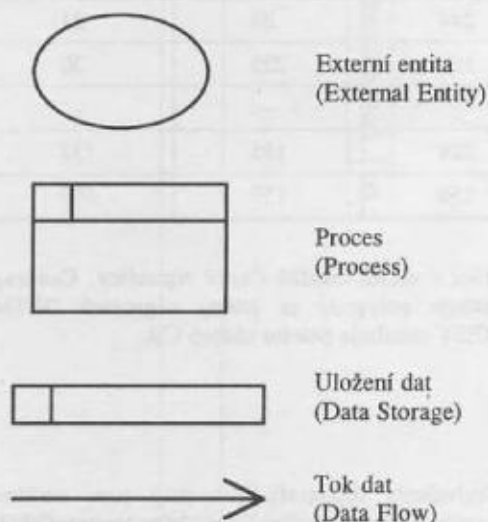 Externí entita
(External Entity)
Proces
(Process)
Uložení dat
(Data Storage)
Tok dat
(Data Flow)